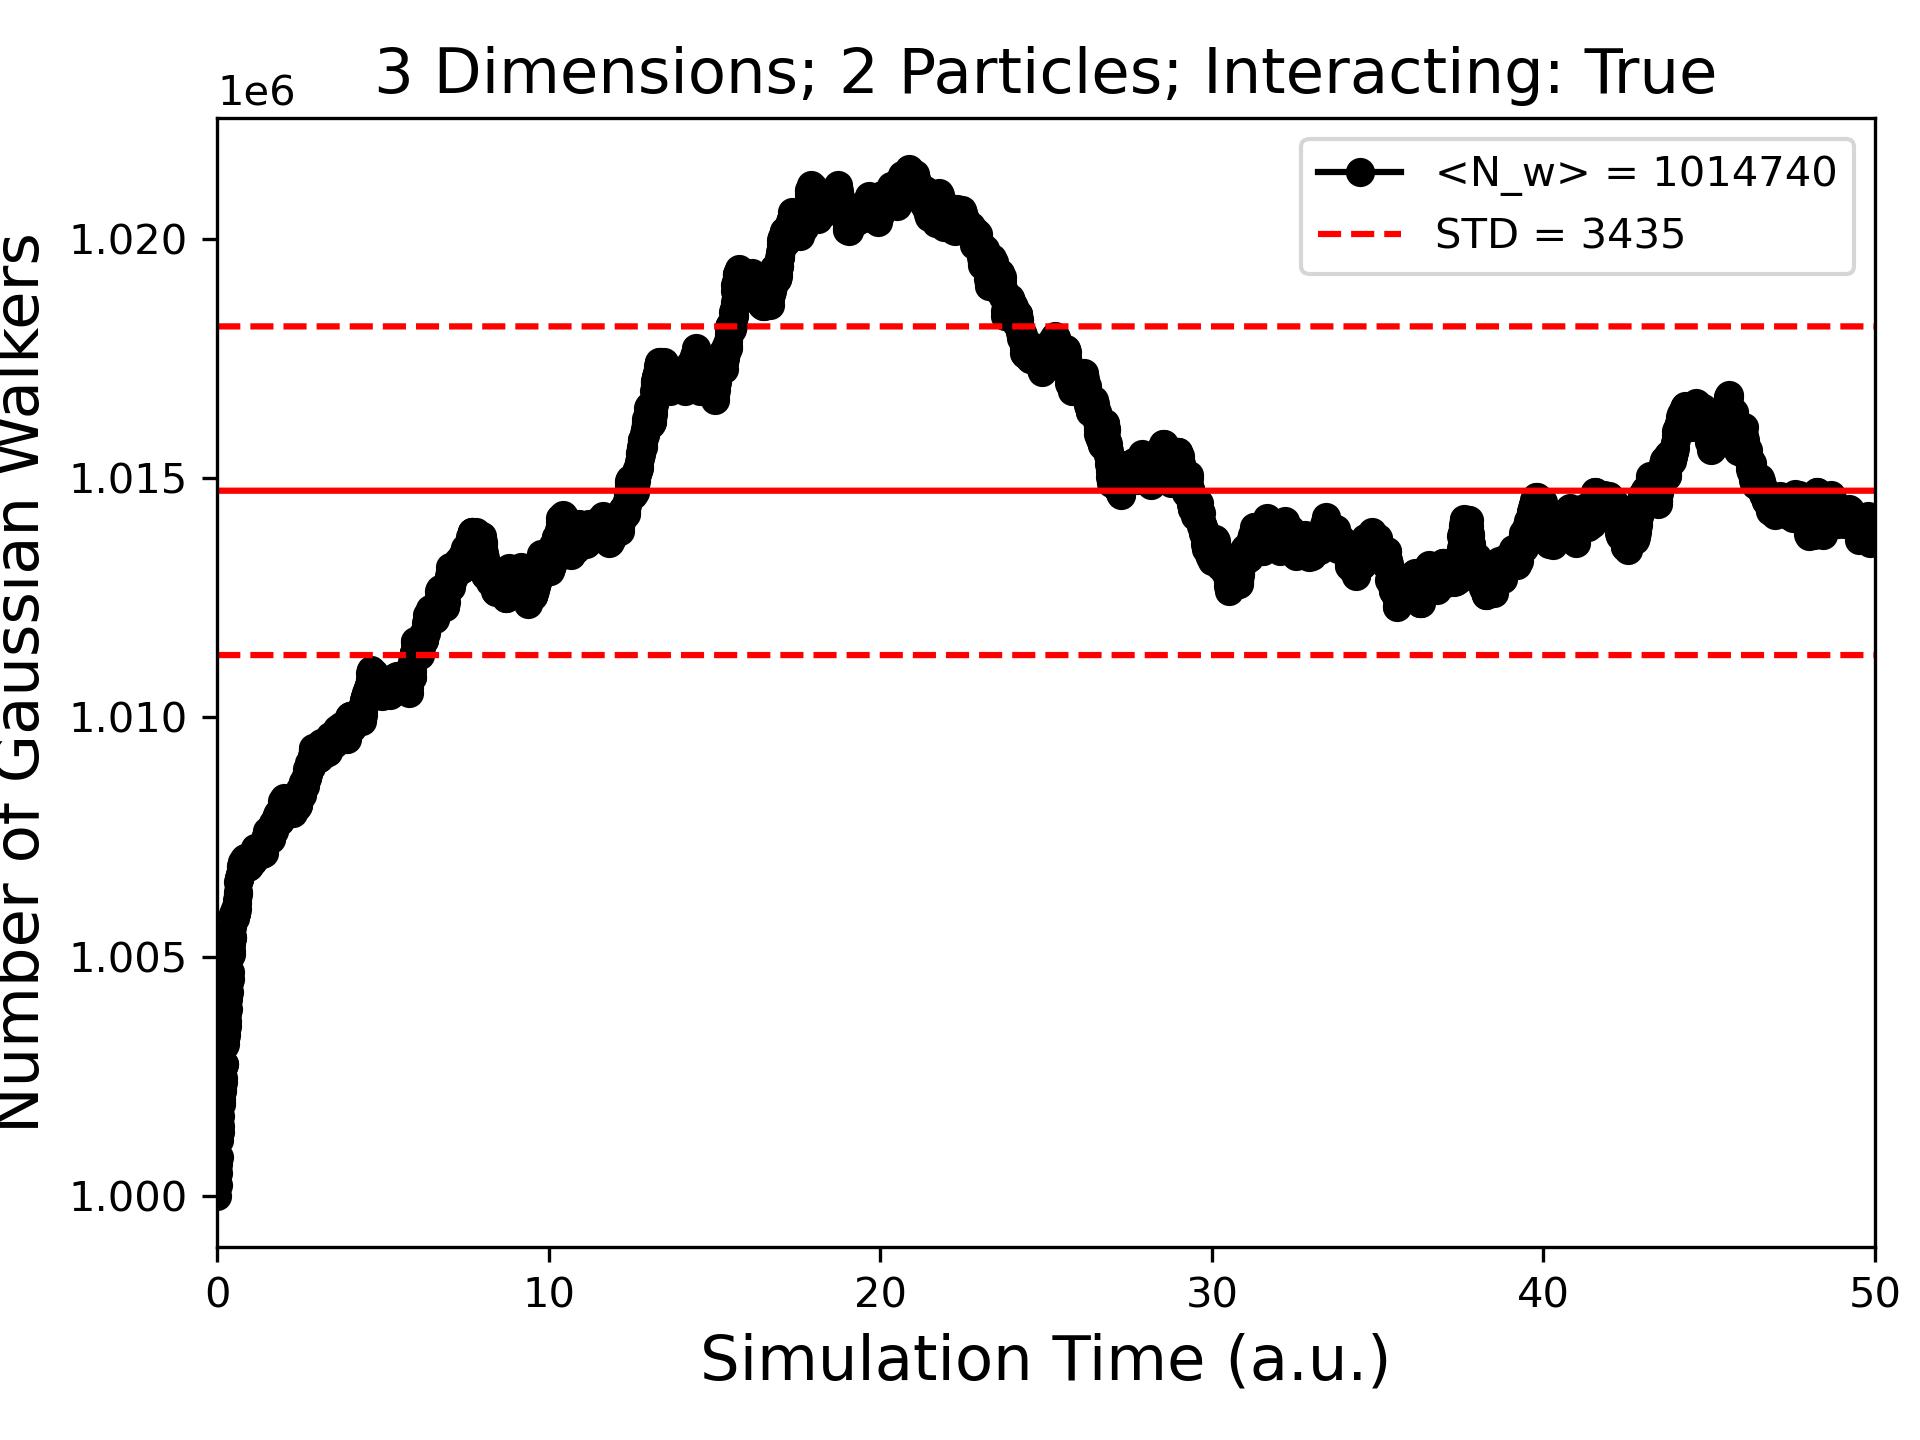 3 Dimensions; 2 Particles; Interacting: True
1e6
<N_w> = 1014740
STD = 3435
1.020
1.015
1.010
1.005
1.000
Number of Gaussian Walkers
0 10 20 30 40 50
Simulation Time (a.u.)